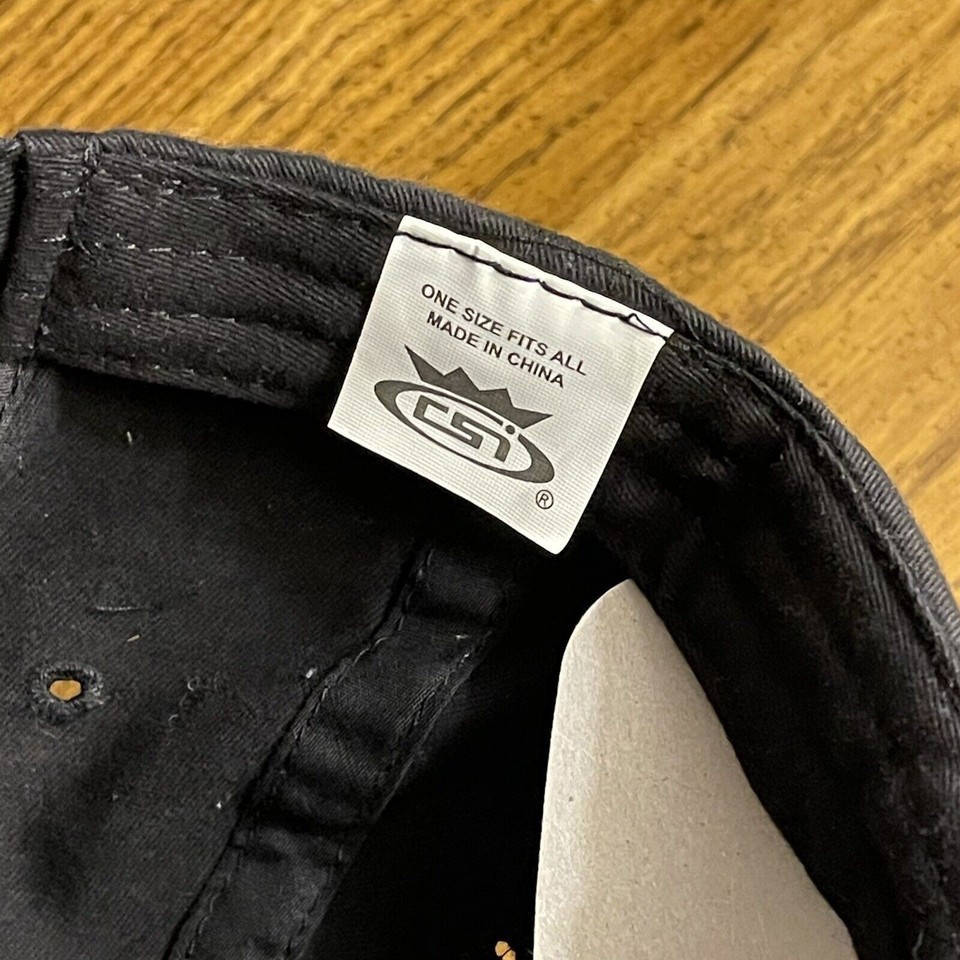 ONE SIZE FITS ALL
MADE IN CHINA
CSI
®